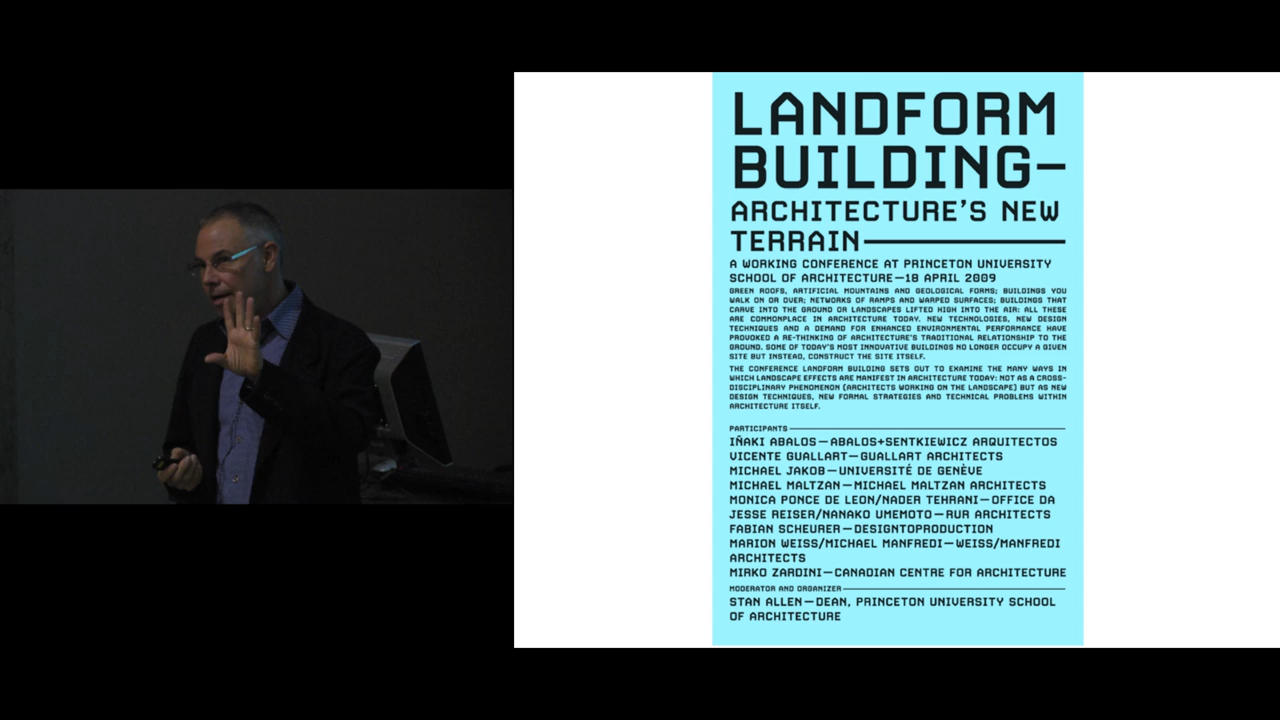 LANDFORM
BUILDING—
ARCHITECTURE'S NEW
TERRAIN
A WORKING CONFERENCE AT PRINCETON UNIVERSITY
SCHOOL OF ARCHITECTURE—18 APRIL 2009
GREEN ROOFS, ARTIFICIAL MOUNTAINS AND GEOLOGICAL FORMS; BUILDINGS YOU
WALK ON OR OVER; NETWORKS OF RAMPS AND WARPED SURFACES; BUILDINGS THAT
CARVE INTO THE GROUND OR LANDSCAPES LIFTED HIGH INTO THE AIR: ALL THESE
ARE COMMONPLACE IN ARCHITECTURE TODAY. NEW TECHNOLOGIES, NEW DESIGN
TECHNIQUES AND A DEMAND FOR ENHANCED ENVIRONMENTAL PERFORMANCE HAVE
PROVOKED A RE-THINKING OF ARCHITECTURE'S TRADITIONAL RELATIONSHIP TO THE
GROUND. SOME OF TODAY'S MOST INNOVATIVE BUILDINGS NO LONGER OCCUPY A GIVEN
SITE BUT INSTEAD, CONSTRUCT THE SITE ITSELF.
THE CONFERENCE LANDFORM BUILDING SETS OUT TO EXAMINE THE MANY WAYS IN
WHICH LANDSCAPE EFFECTS ARE MANIFEST IN ARCHITECTURE TODAY: NOT AS A CROSS-
DISCIPLINARY PHENOMENON (ARCHITECTS WORKING ON THE LANDSCAPE) BUT AS NEW
DESIGN TECHNIQUES, NEW FORMAL STRATEGIES AND TECHNICAL PROBLEMS WITHIN
ARCHITECTURE ITSELF.
PARTICIPANTS
IÑAKI ABALOS—ABALOS+SENTKIEWICZ ARQUITECTOS
VICENTE GUALLART—GUALLART ARCHITECTS
MICHAEL JAKOB—UNIVERSITÉ DE GENÈVE
MICHAEL MALTZAN—MICHAEL MALTZAN ARCHITECTS
MONICA PONCE DE LEON/NADER TEHRANI—OFFICE DA
JESSE REISER/NANAKO UMEMOTO—RUR ARCHITECTS
FABIAN SCHEURER—DESIGNTOPRODUCTION
MARION WEISS/MICHAEL MANFREDI—WEISS/MANFREDI
ARCHITECTS
MIRKO ZARDINI—CANADIAN CENTRE FOR ARCHITECTURE
MODERATOR AND ORGANIZER
STAN ALLEN—DEAN, PRINCETON UNIVERSITY SCHOOL
OF ARCHITECTURE